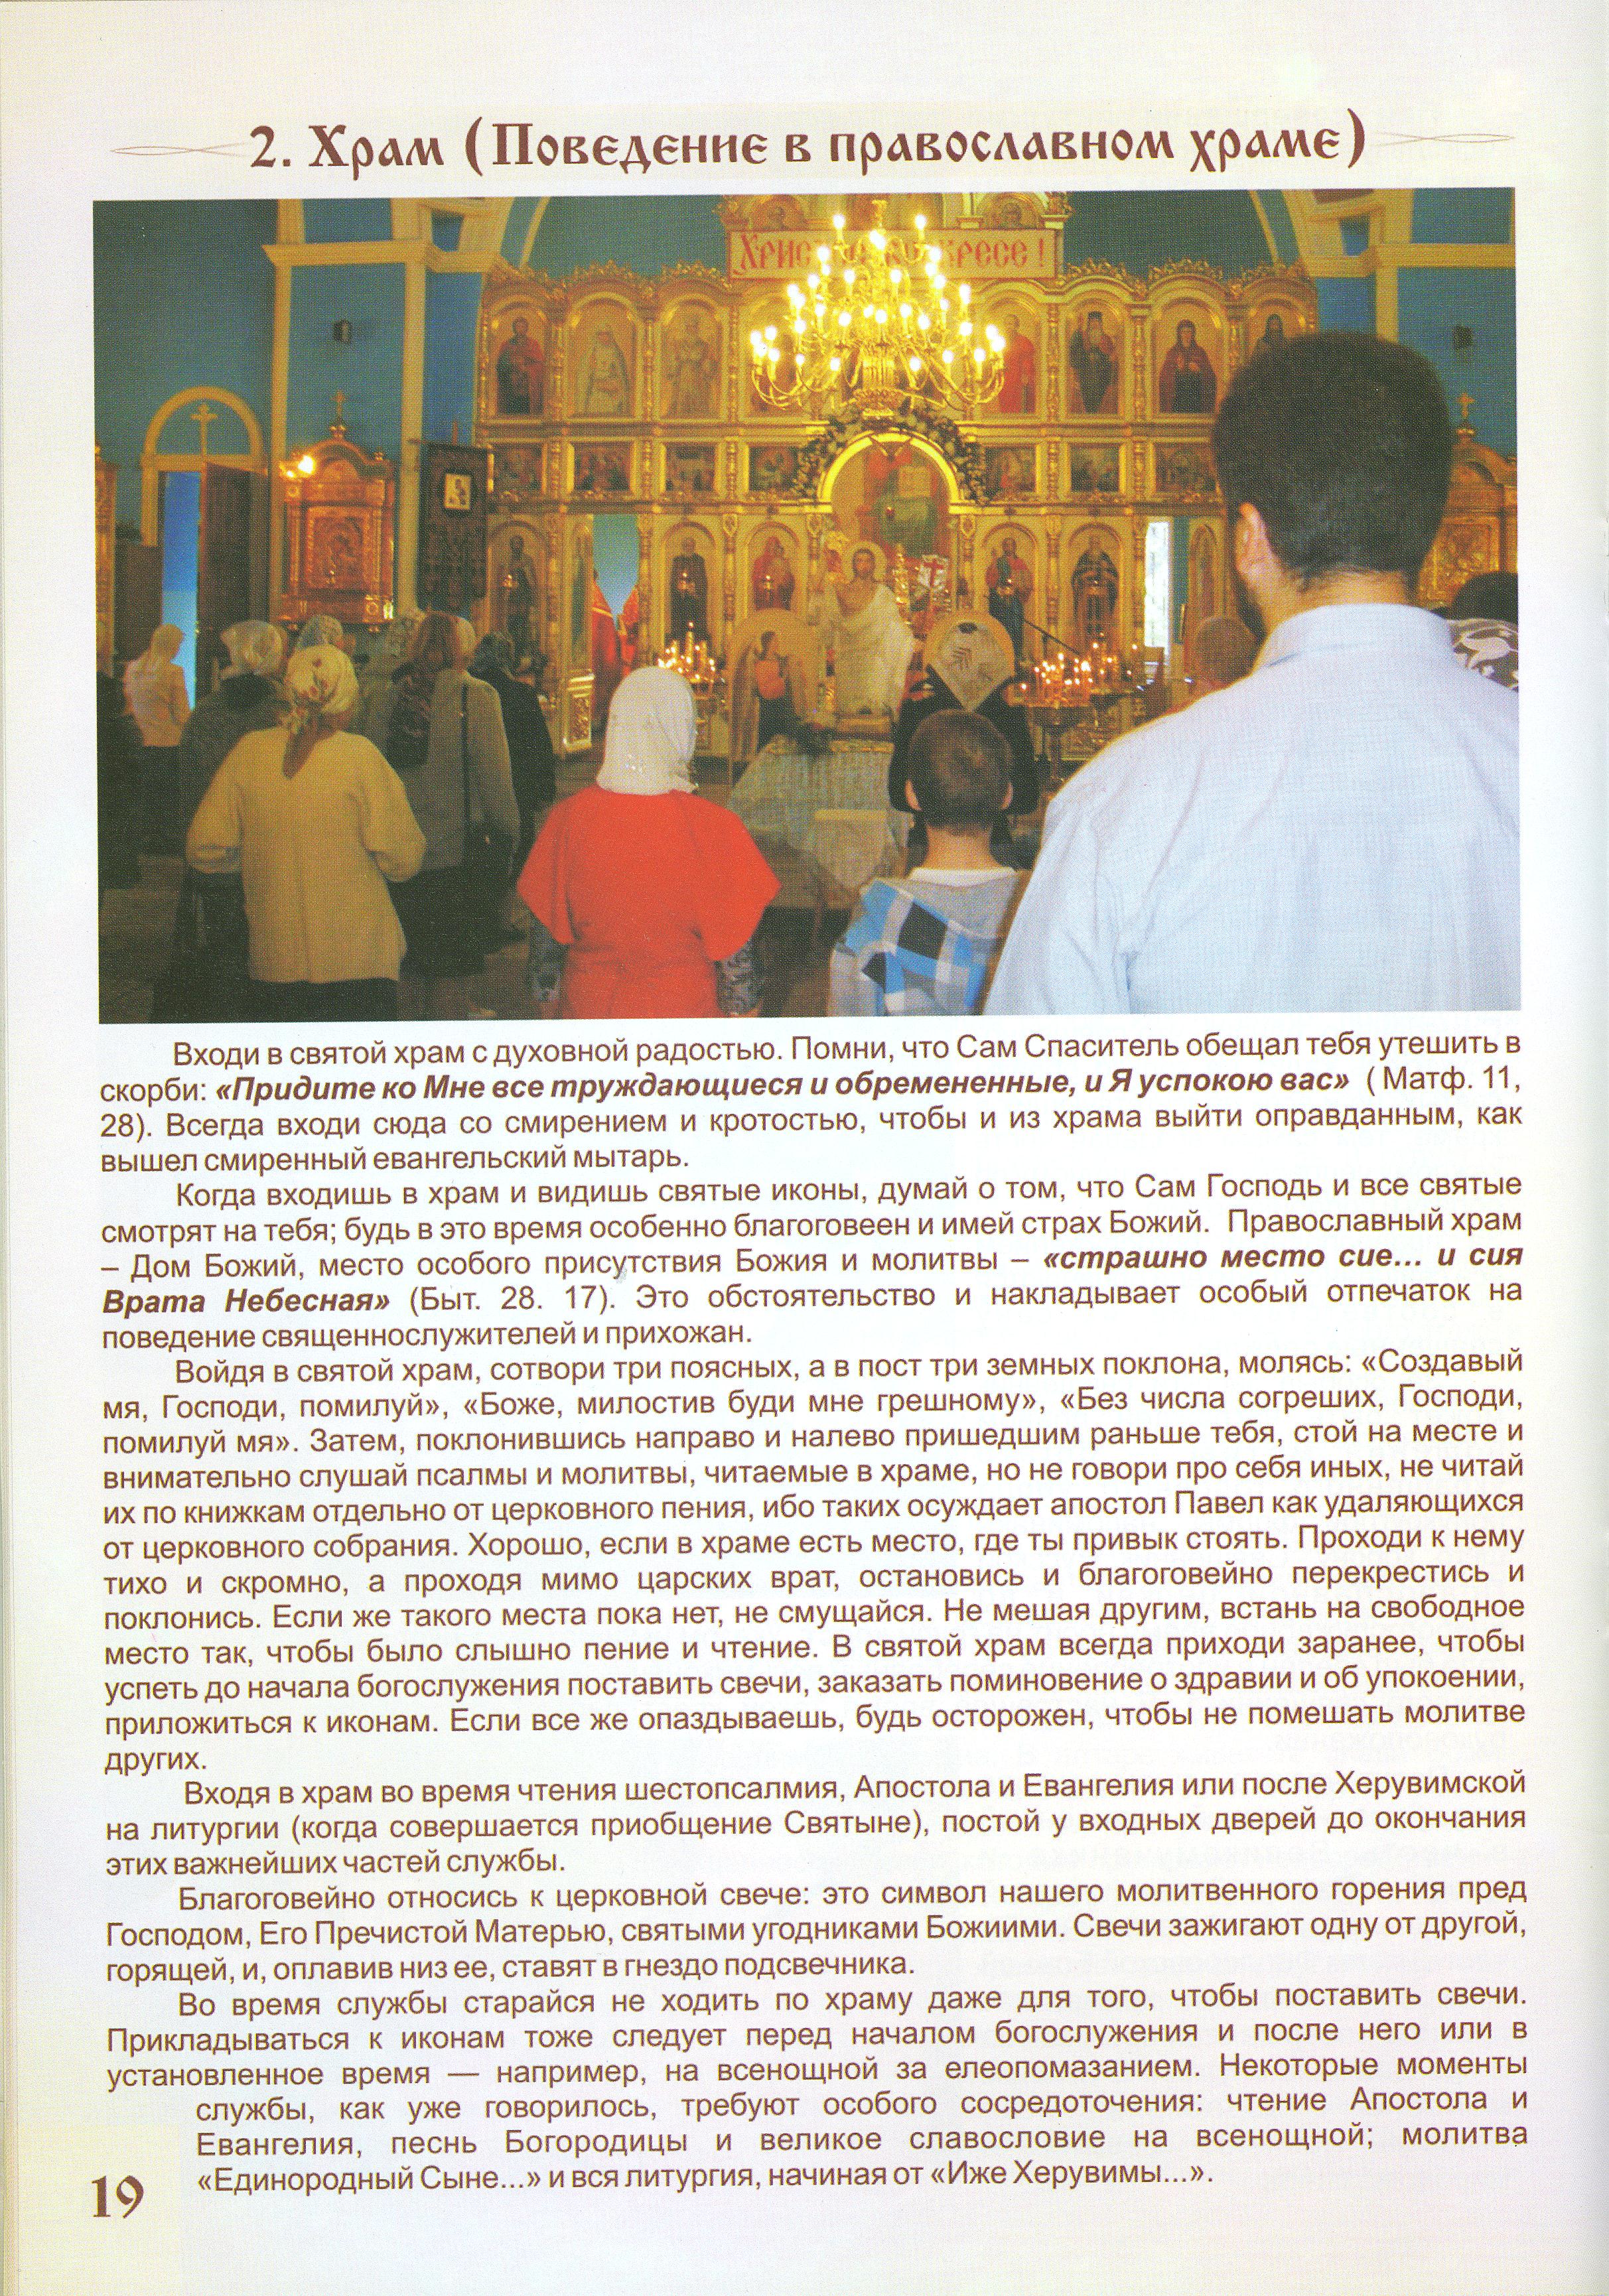 2. Храм (Поведение в православном храме)
Входи в святой храм с духовной радостью. Помни, что Сам Спаситель обещал тебя утешить в
скорби: «Придите ко Мне все труждающиеся и обремененные, и Я успокою вас» ( Матф. 11,
28). Всегда входи сюда со смирением и кротостью, чтобы и из храма выйти оправданным, как
вышел смиренный евангельский мытарь.
Когда входишь в храм и видишь святые иконы, думай о том, что Сам Господь и все святые
смотрят на тебя; будь в это время особенно благоговеен и имей страх Божий. Православный храм
– Дом Божий, место особого присутствия Божия и молитвы – «страшно место сие... и сия
Врата Небесная» (Быт. 28. 17). Это обстоятельство и накладывает особый отпечаток на
поведение священнослужителей и прихожан.
Войдя в святой храм, сотвори три поясных, а в пост три земных поклона, молясь: «Создавый
мя, Господи, помилуй», «Боже, милостив буди мне грешному», «Без числа согреших, Господи,
помилуй мя». Затем, поклонившись направо и налево пришедшим раньше тебя, стой на месте и
внимательно слушай псалмы и молитвы, читаемые в храме, но не говори про себя иных, не читай
их по книжкам отдельно от церковного пения, ибо таких осуждает апостол Павел как удаляющихся
от церковного собрания. Хорошо, если в храме есть место, где ты привык стоять. Проходи к нему
тихо и скромно, а проходя мимо царских врат, остановись и благоговейно перекрестись и
поклонись. Если же такого места пока нет, не смущайся. Не мешая другим, встань на свободное
место так, чтобы было слышно пение и чтение. В святой храм всегда приходи заранее, чтобы
успеть до начала богослужения поставить свечи, заказать поминовение о здравии и об упокоении,
приложиться к иконам. Если все же опаздываешь, будь осторожен, чтобы не помешать молитве
других.
Входя в храм во время чтения шестопсалмия, Апостола и Евангелия или после Херувимской
на литургии (когда совершается приобщение Святыне), постой у входных дверей до окончания
этих важнейших частей службы.
Благоговейно относись к церковной свече: это символ нашего молитвенного горения пред
Господом, Его Пречистой Матерью, святыми угодниками Божиими. Свечи зажигают одну от другой,
горящей, и, оплавив низ ее, ставят в гнездо подсвечника.
Во время службы старайся не ходить по храму даже для того, чтобы поставить свечи.
Прикладываться к иконам тоже следует перед началом богослужения и после него или в
установленное время — например, на всенощной за елеопомазанием. Некоторые моменты
службы, как уже говорилось, требуют особого сосредоточения: чтение Апостола и
Евангелия, песнь Богородицы и великое славословие на всенощной; молитва
«Единородный Сыне...» и вся литургия, начиная от «Иже Херувимы...».
19